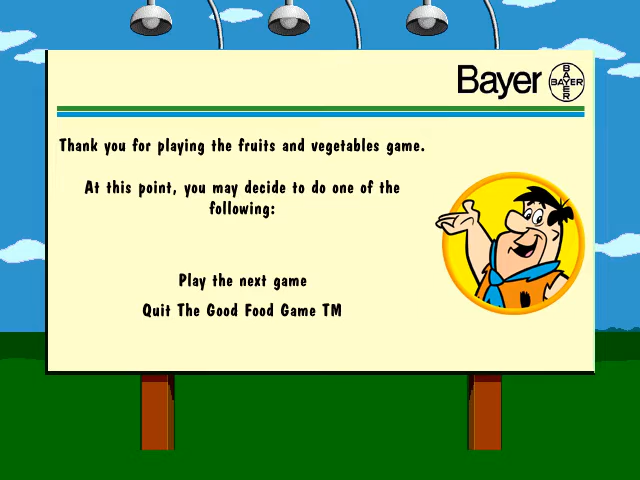 Bayer
BAYER
BAYER
Thank you for playing the fruits and vegetables game.
At this point, you may decide to do one of the
following:
Play the next game
Quit The Good Food Game TM